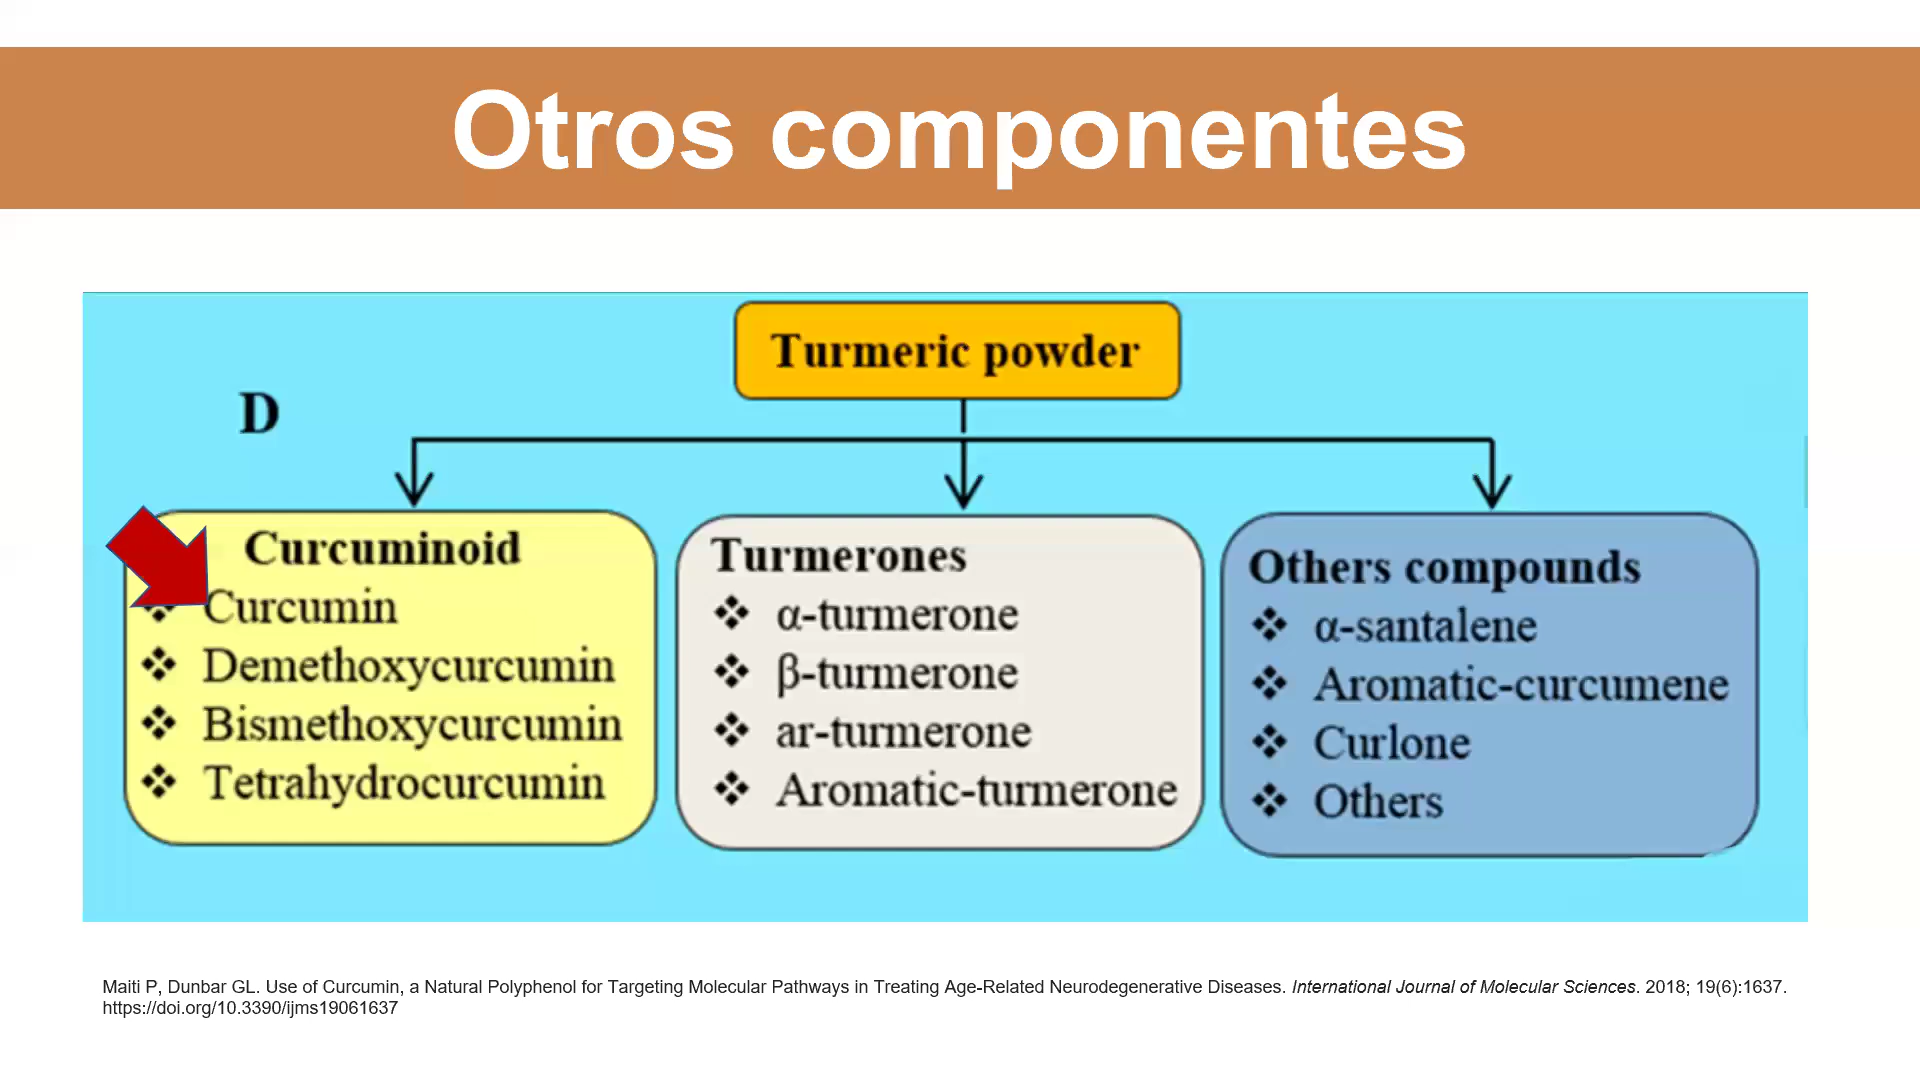 Otros componentes
Turmeric powder
D
Curcuminoid
Curcumin
Demethoxycurcumin
Bismethoxycurcumin
Tetrahydrocurcumin
Turmerones
α-turmerone
β-turmerone
ar-turmerone
Aromatic-turmerone
Others compounds
α-santalene
Aromatic-curcumene
Curlone
Others
Maiti P, Dunbar GL. Use of Curcumin, a Natural Polyphenol for Targeting Molecular Pathways in Treating Age-Related Neurodegenerative Diseases. International Journal of Molecular Sciences. 2018; 19(6):1637.
https://doi.org/10.3390/ijms19061637